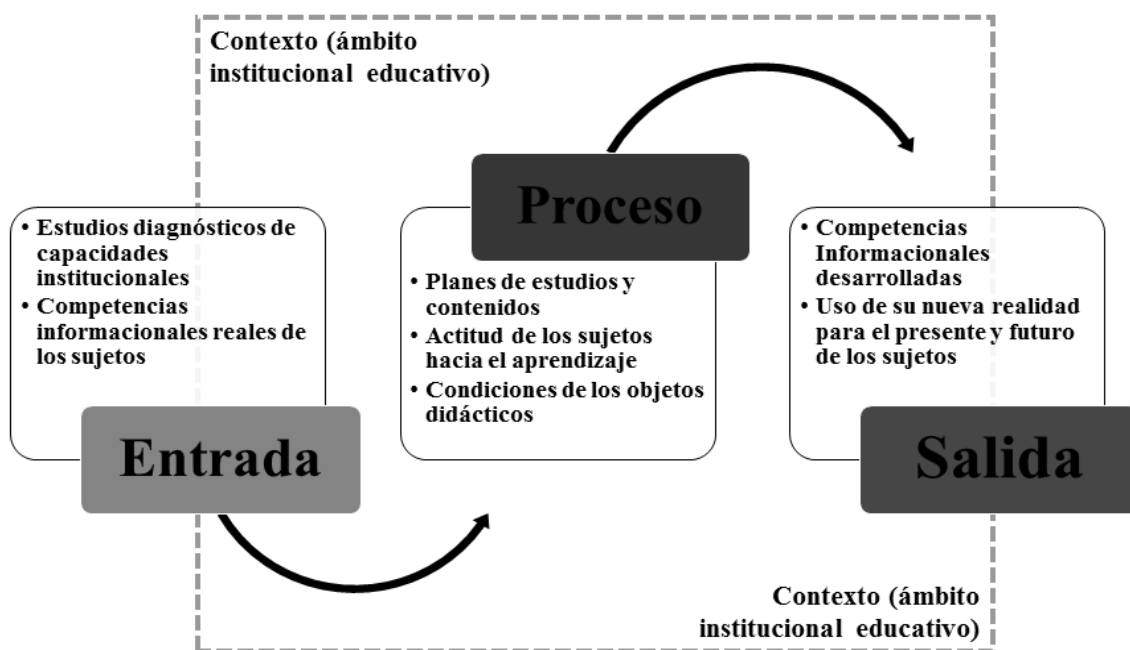 Contexto (ámbito
institucional educativo)
• Estudios diagnósticos de
capacidades
institucionales
• Competencias
informacionales reales de
los sujetos
Entrada
Proceso
• Planes de estudios y
contenidos
• Actitud de los sujetos
hacia el aprendizaje
• Condiciones de los objetos
didácticos
• Competencias
Informacionales
desarrolladas
• Uso de su nueva realidad
para el presente y futuro
de los sujetos
Salida
Contexto (ámbito
institucional educativo)